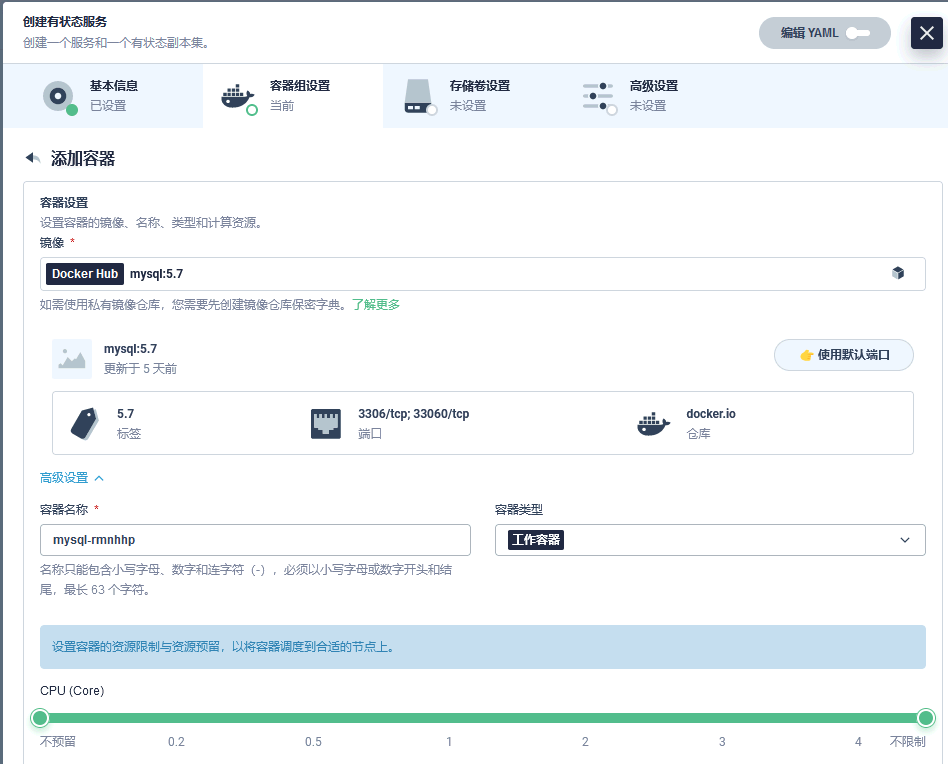 创建有状态服务
创建一个服务和一个有状态副本集。
编辑 YAML
基本信息
已设置
容器组设置
当前
存储卷设置
未设置
高级设置
未设置
添加容器
容器设置
设置容器的镜像、名称、类型和计算资源。
镜像 *
Docker Hub mysql:5.7
如需使用私有镜像仓库，您需要先创建镜像仓库保密字典。了解更多
mysql:5.7
更新于 5 天前
👉 使用默认端口
5.7
标签
3306/tcp; 33060/tcp
端口
docker.io
仓库
高级设置
容器名称 *
容器类型
mysql-rmnhhp
工作容器
名称只能包含小写字母、数字和连字符（-），必须以小写字母或数字开头和结
尾，最长 63 个字符。
设置容器的资源限制与资源预留，以将容器调度到合适的节点上。
CPU (Core)
不预留 0.2 0.5 1 2 3 4 不限制